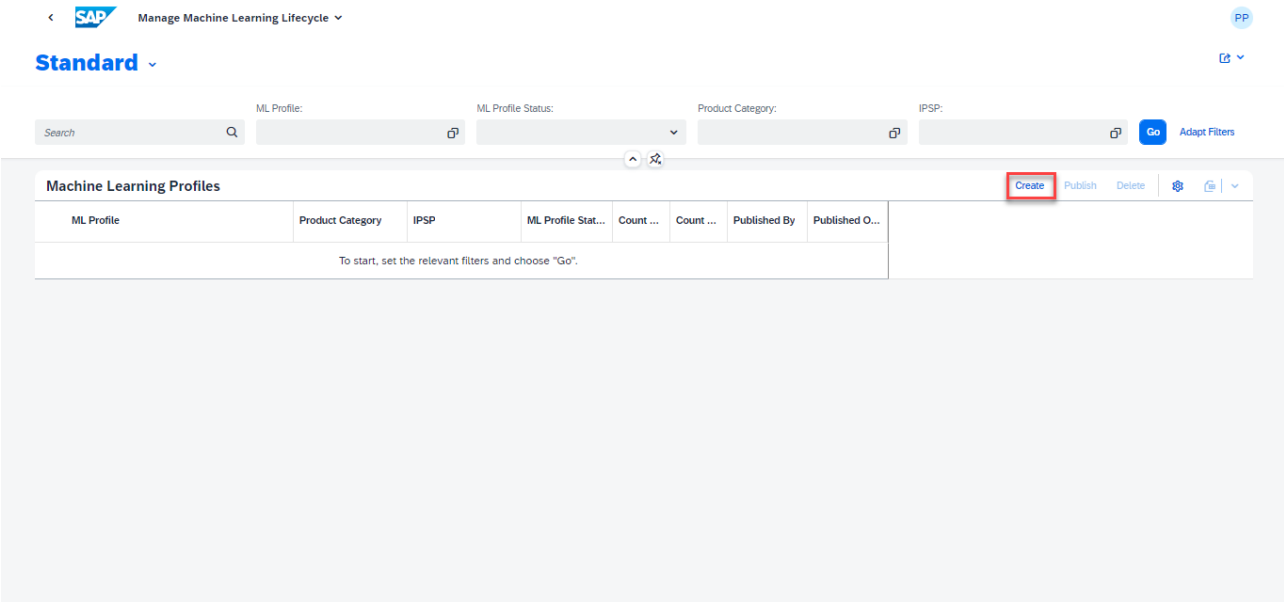 SAP Manage Machine Learning Lifecycle PP
Standard
ML Profile: ML Profile Status: Product Category: IPSP:
Search Go Adapt Filters
Machine Learning Profiles Create Publish Delete
ML Profile Product Category IPSP ML Profile Stat... Count ... Count ... Published By Published O...
To start, set the relevant filters and choose "Go".